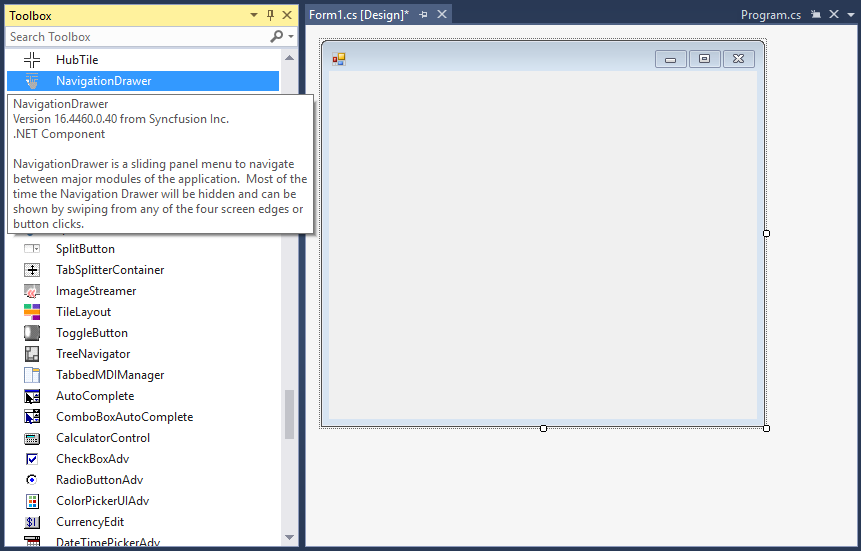 Toolbox
Form1.cs [Design]*
Program.cs
Search Toolbox
HubTile
NavigationDrawer
NavigationDrawer
Version 16.4460.0.40 from Syncfusion Inc.
.NET Component
NavigationDrawer is a sliding panel menu to navigate
between major modules of the application.  Most of the
time the Navigation Drawer will be hidden and can be
shown by swiping from any of the four screen edges or
button clicks.
SplitButton
TabSplitterContainer
ImageStreamer
TileLayout
ToggleButton
TreeNavigator
TabbedMDIManager
AutoComplete
ComboBoxAutoComplete
CalculatorControl
CheckBoxAdv
RadioButtonAdv
ColorPickerUIAdv
CurrencyEdit
DateTimePickerAdv